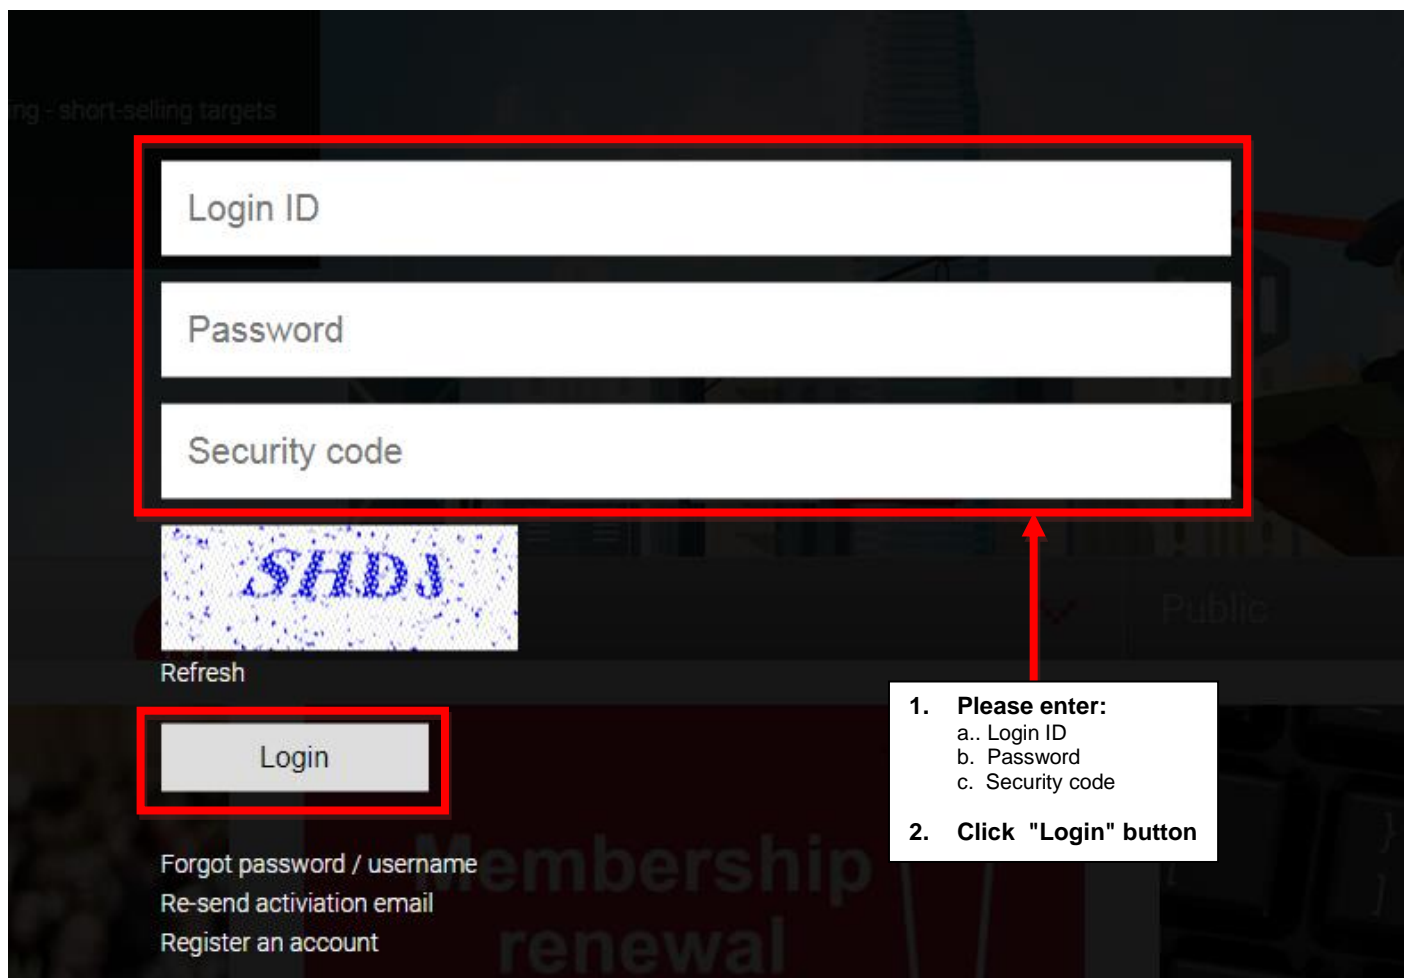 ing - short-selling targets
Login ID
Password
Security code
SHDJ
Public
Refresh
Login
1. Please enter:
a.. Login ID
b. Password
c. Security code
2. Click "Login" button
Membership
renewal
Forgot password / username
Re-send activiation email
Register an account